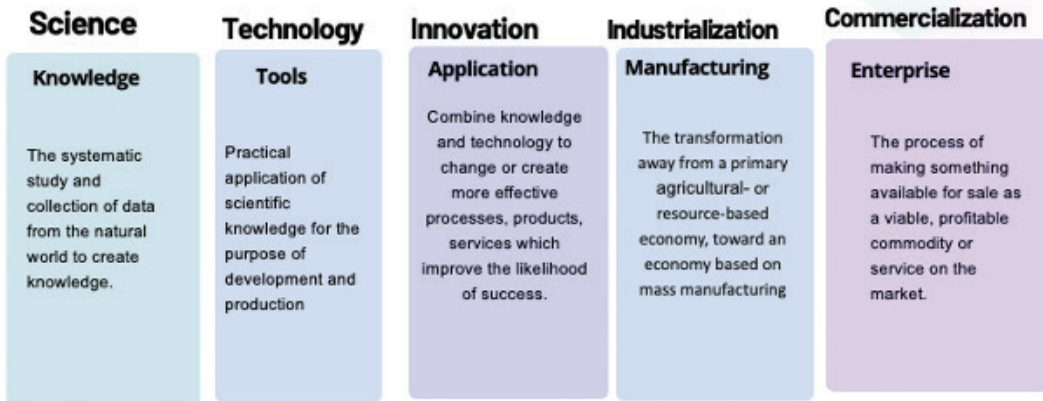 Science
Knowledge
The systematic
study and
collection of data
from the natural
world to create
knowledge.
Technology
Tools
Practical
application of
scientific
knowledge for the
purpose of
development and
production
Innovation
Application
Combine knowledge
and technology to
change or create
more effective
processes, products,
services which
improve the likelihood
of success.
Industrialization
Manufacturing
The transformation
away from a primary
agricultural- or
resource-based
economy, toward an
economy based on
mass manufacturing
Commercialization
Enterprise
The process of
making something
available for sale as
a viable, profitable
commodity or
service on the
market.